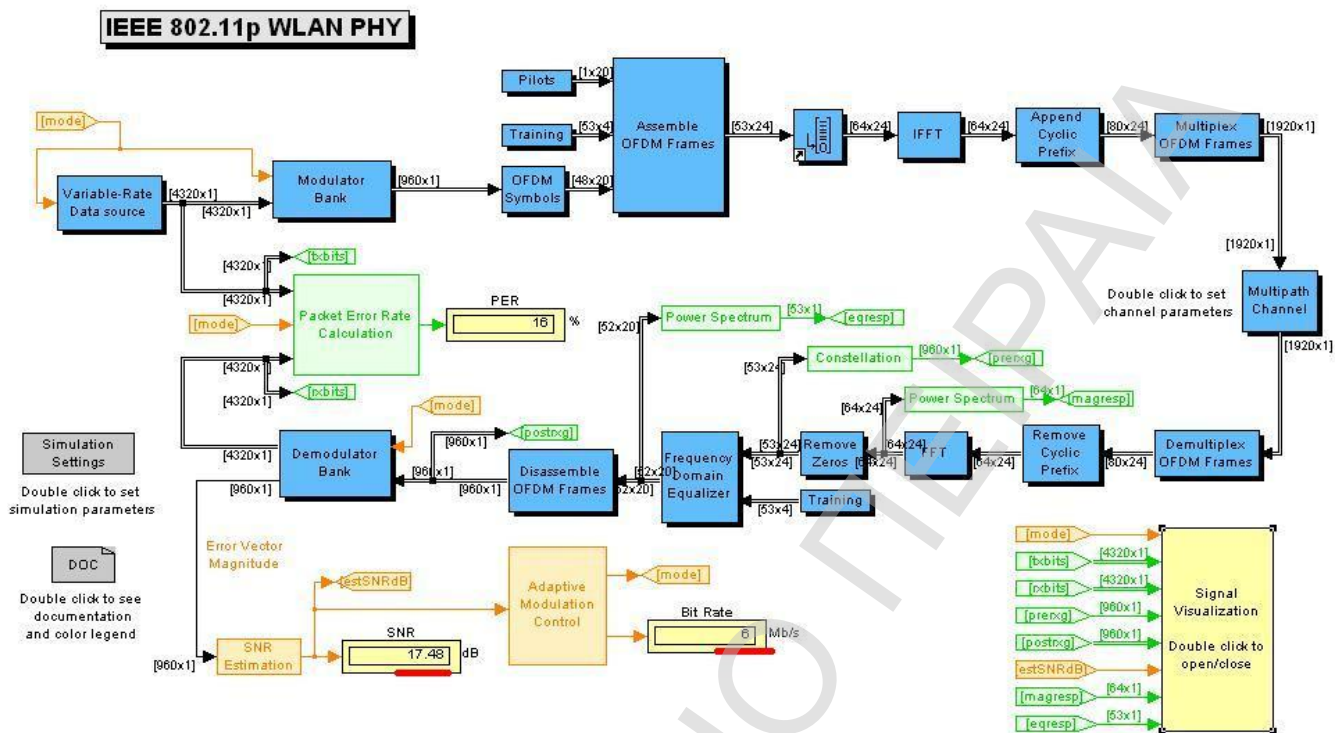 IEEE 802.11p WLAN PHY
[mode]
Variable-Rate
Data source
[4320x1]
[4320x1]
Modulator
Bank
[960x1]
Pilots
[1x20]
Training
[53x4]
OFDM
Symbols
[48x20]
Assemble
OFDM Frames
[53x24]
[64x24]
IFFT
[64x24]
Append
Cyclic
Prefix
[80x24]
Multiplex
OFDM Frames
[1920x1]
[1920x1]
Double click to set
channel parameters
Multipath
Channel
[1920x1]
[4320x1]
[txbits]
[4320x1]
[mode]
Packet Error Rate
Calculation
PER
16
%
[4320x1]
[4320x1]
[rxbits]
[52x20]
Power Spectrum
[53x1]
[eqresp]
[53x24]
Constellation
[960x1]
[prerxg]
[64x24]
Power Spectrum
[64x1]
[magresp]
[mode]
[960x1]
[postrxg]
Simulation
Settings
Double click to set
simulation parameters
[4320x1]
Demodulator
Bank
[960x1]
[960x1]
[960x1]
Disassemble
OFDM Frames
[52x20]
[52x20]
Frequency
Domain
Equalizer
[53x24]
[53x24]
Remove
Zeros
[64x24]
[64x24]
FFT
[64x24]
Remove
Cyclic
Prefix
[80x24]
Demultiplex
OFDM Frames
Training
[53x4]
DOC
Double click to see
documentation
and color legend
Error Vector
Magnitude
[960x1]
SNR
Estimation
estSNRdB]
SNR
17.48
dB
Adaptive
Modulation
Control
[mode]
Bit Rate
6
Mb/s
[mode]
[txbits]
[4320x1]
[rxbits]
[4320x1]
[prerxg]
[960x1]
[postrxg]
[960x1]
estSNRdB]
[magresp]
[64x1]
[eqresp]
[53x1]
Signal
Visualization
Double click to
open/close
ΝΟ ΠΕΙΡΑΙΑ